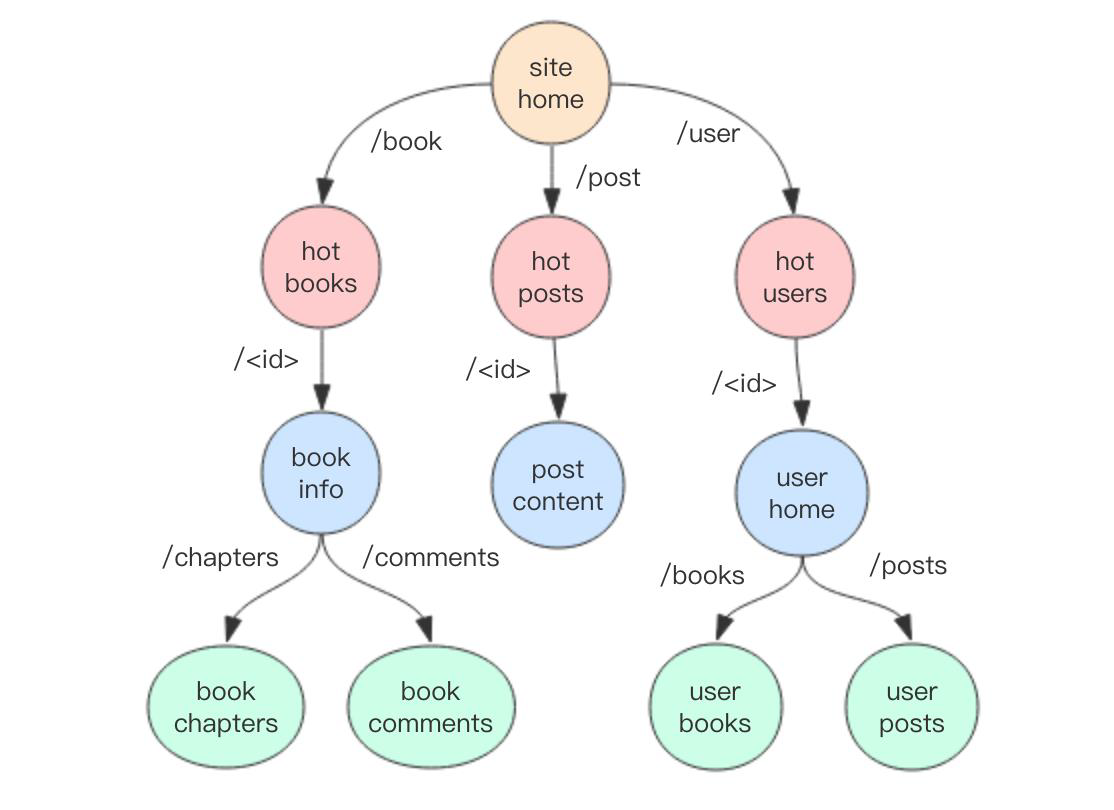 site
home
/book
/user
/post
hot
books
hot
posts
hot
users
/<id>
/<id>
/<id>
book
info
post
content
user
home
/chapters
/comments
/books
/posts
book
chapters
book
comments
user
books
user
posts